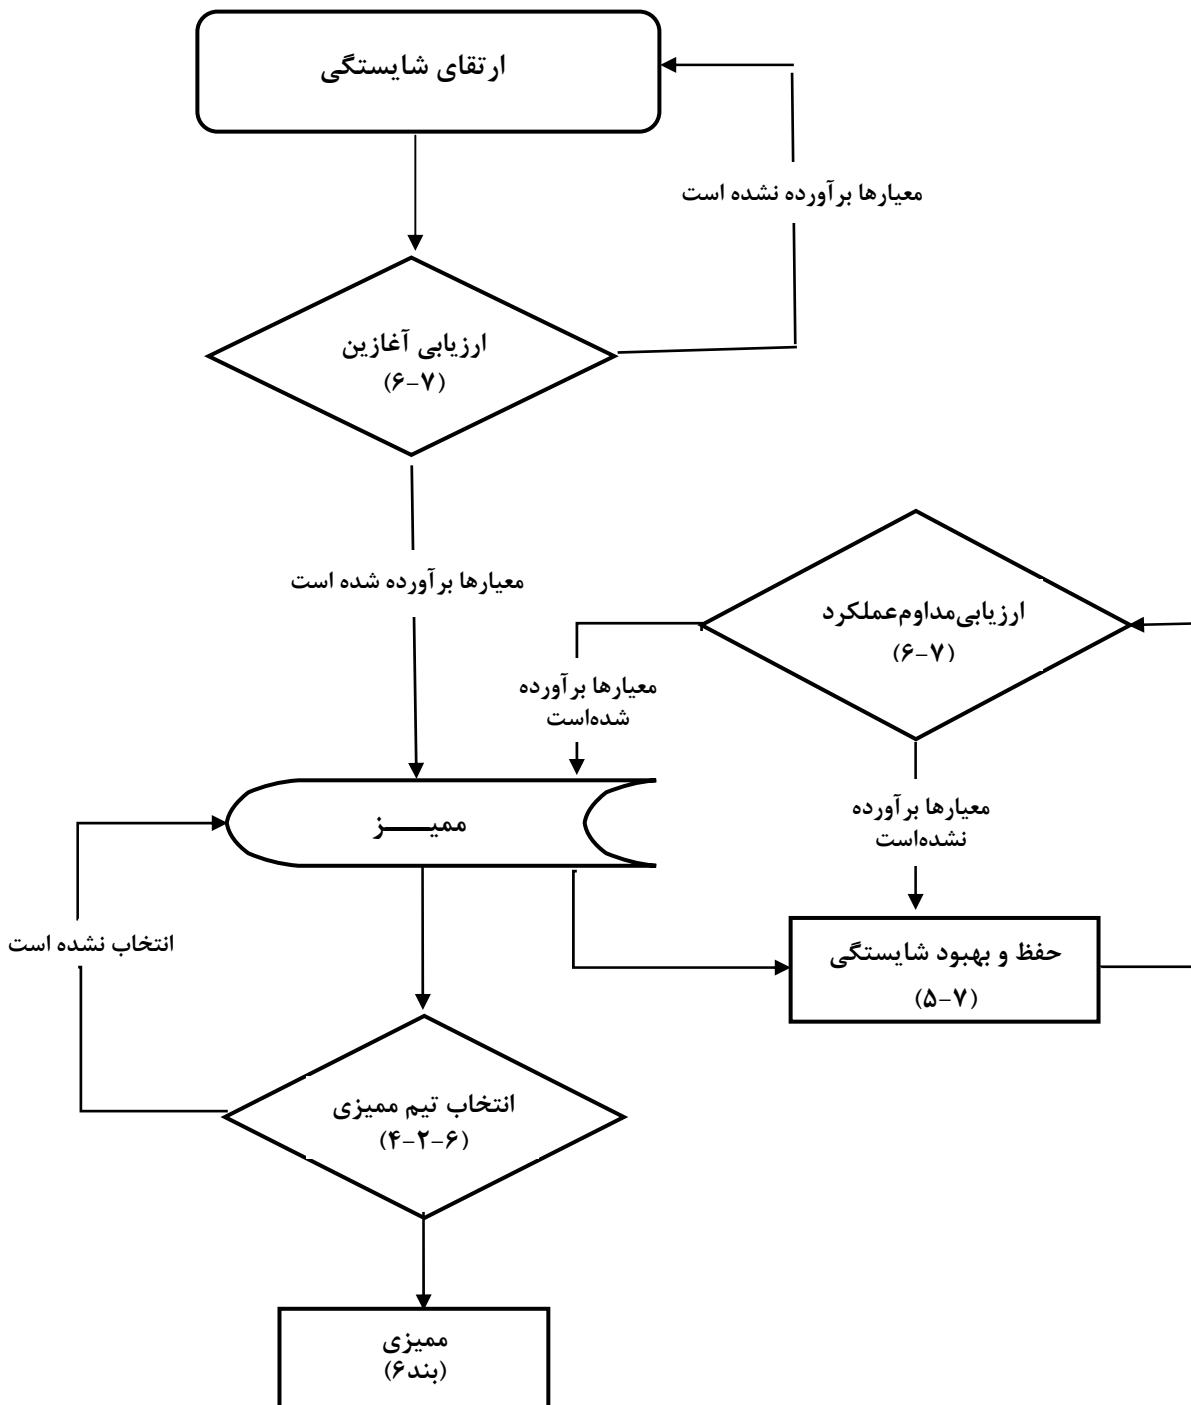 ارتقای شایستگی
معیارها برآورده نشده است
ارزیابی آغازین
(۶-۷)
معیارها برآورده شده است
ارزیابی‌مداوم‌عملکرد
(۶-۷)
معیارها برآورده
شده‌است
معیارها برآورده
نشده‌است
ممیـــــز
انتخاب نشده است
حفظ و بهبود شایستگی
(۵-۷)
انتخاب تیم ممیزی
(۴-۲-۶)
ممیزی
(بند۶)